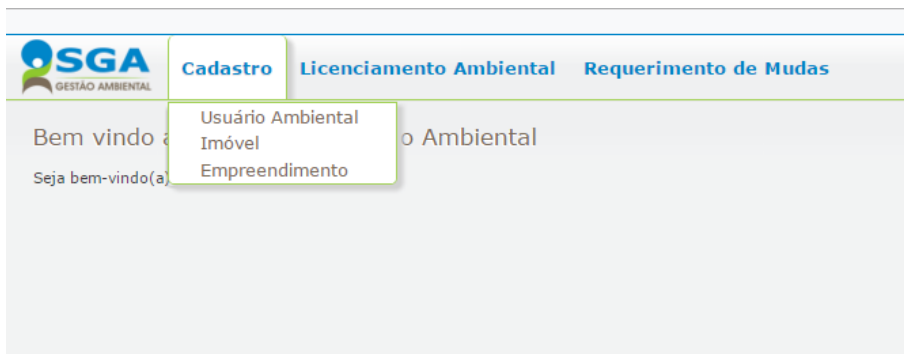 SGA
GESTÃO AMBIENTAL
Cadastro Licenciamento Ambiental Requerimento de Mudas
Usuário Ambiental
Imóvel
Empreendimento
Bem vindo a o Ambiental
Seja bem-vindo(a)